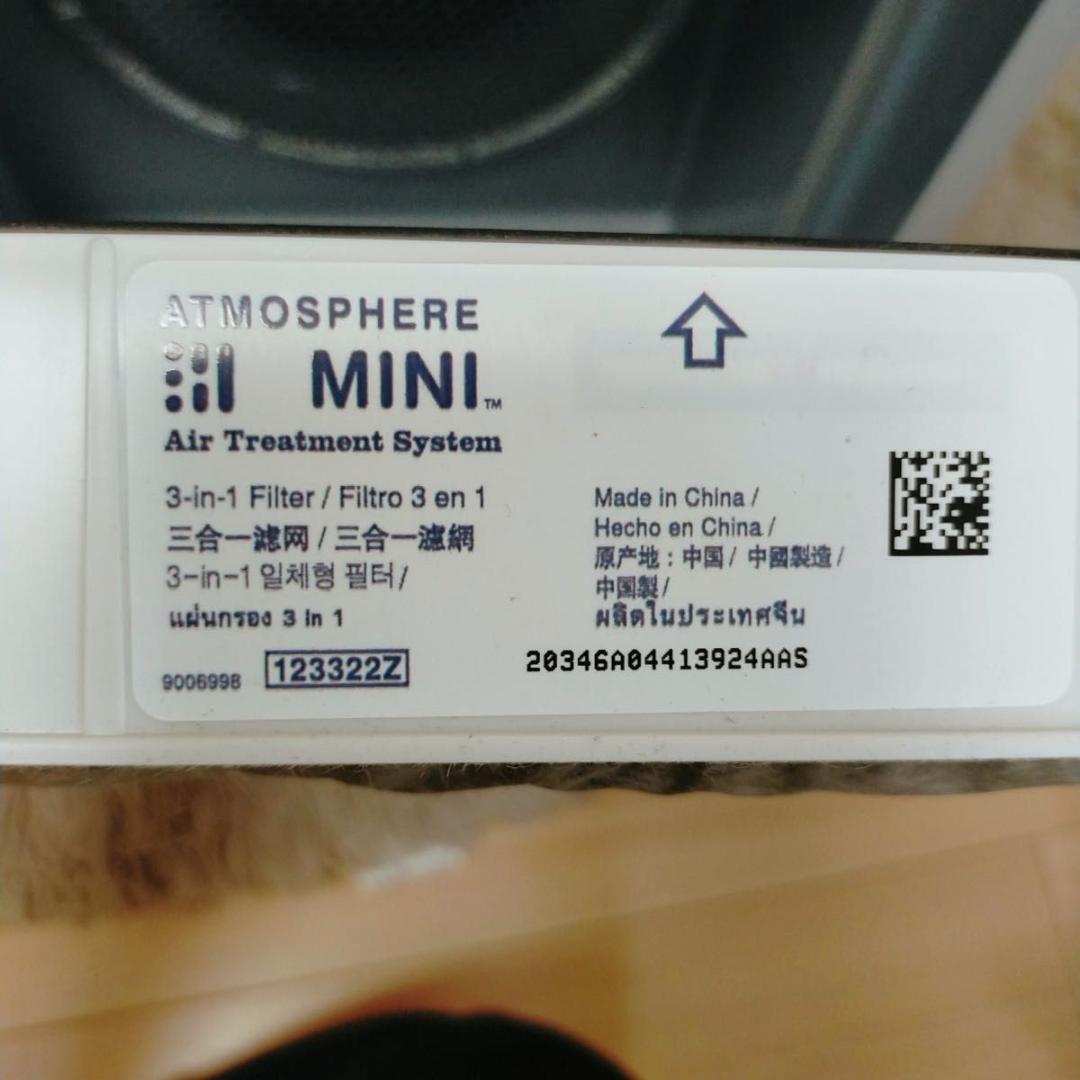 ATMOSPHERE
MINI™
Air Treatment System
3-in-1 Filter / Filtro 3 en 1
三合一滤网 / 三合一濾網
3-in-1 일체형 필터/
แผ่นกรอง 3 in 1
9006998 123322Z
Made in China /
Hecho en China /
原产地：中国 / 中國製造 /
中国製 /
ผลิตในประเทศจีน
20346A04413924AAS